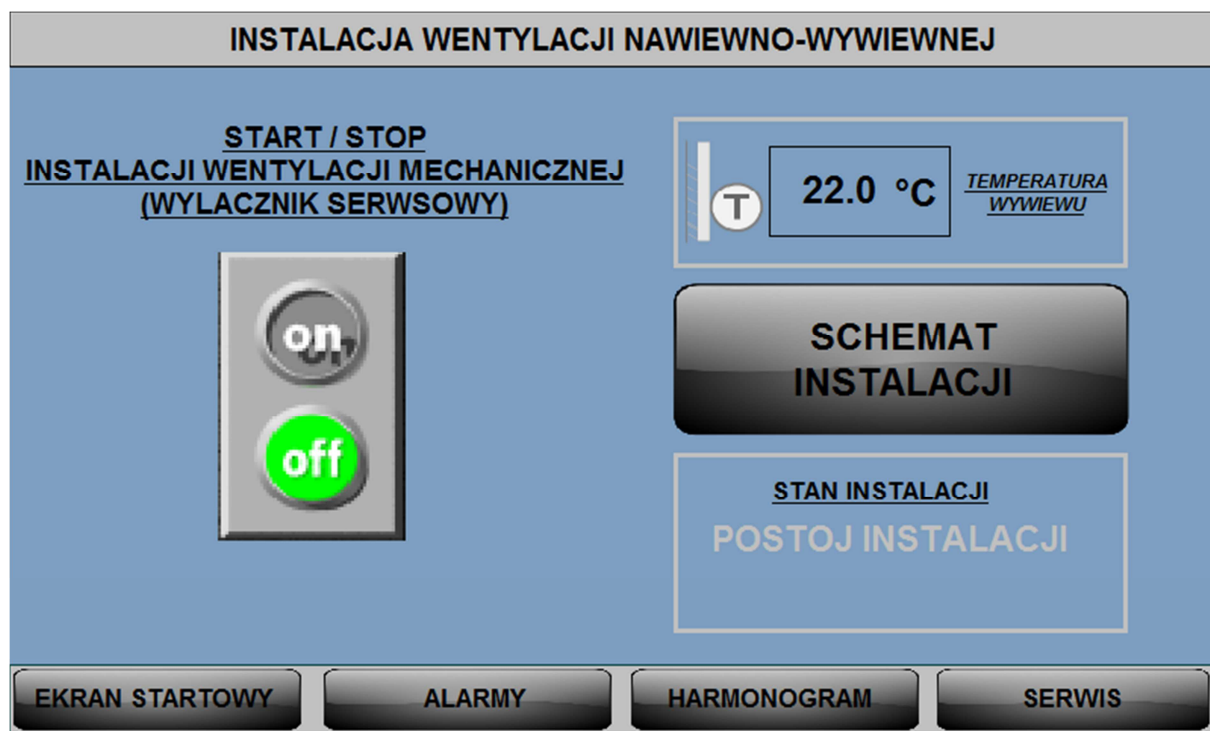 INSTALACJA WENTYLACJI NAWIEWNO-WYWIEWNEJ
START / STOP
INSTALACJI WENTYLACJI MECHANICZNEJ
(WYLACZNIK SERWSOWY)
on
off
T
22.0 °C
TEMPERATURA
WYWIEWU
SCHEMAT
INSTALACJI
STAN INSTALACJI
POSTOJ INSTALACJI
EKRAN STARTOWY
ALARMY
HARMONOGRAM
SERWIS